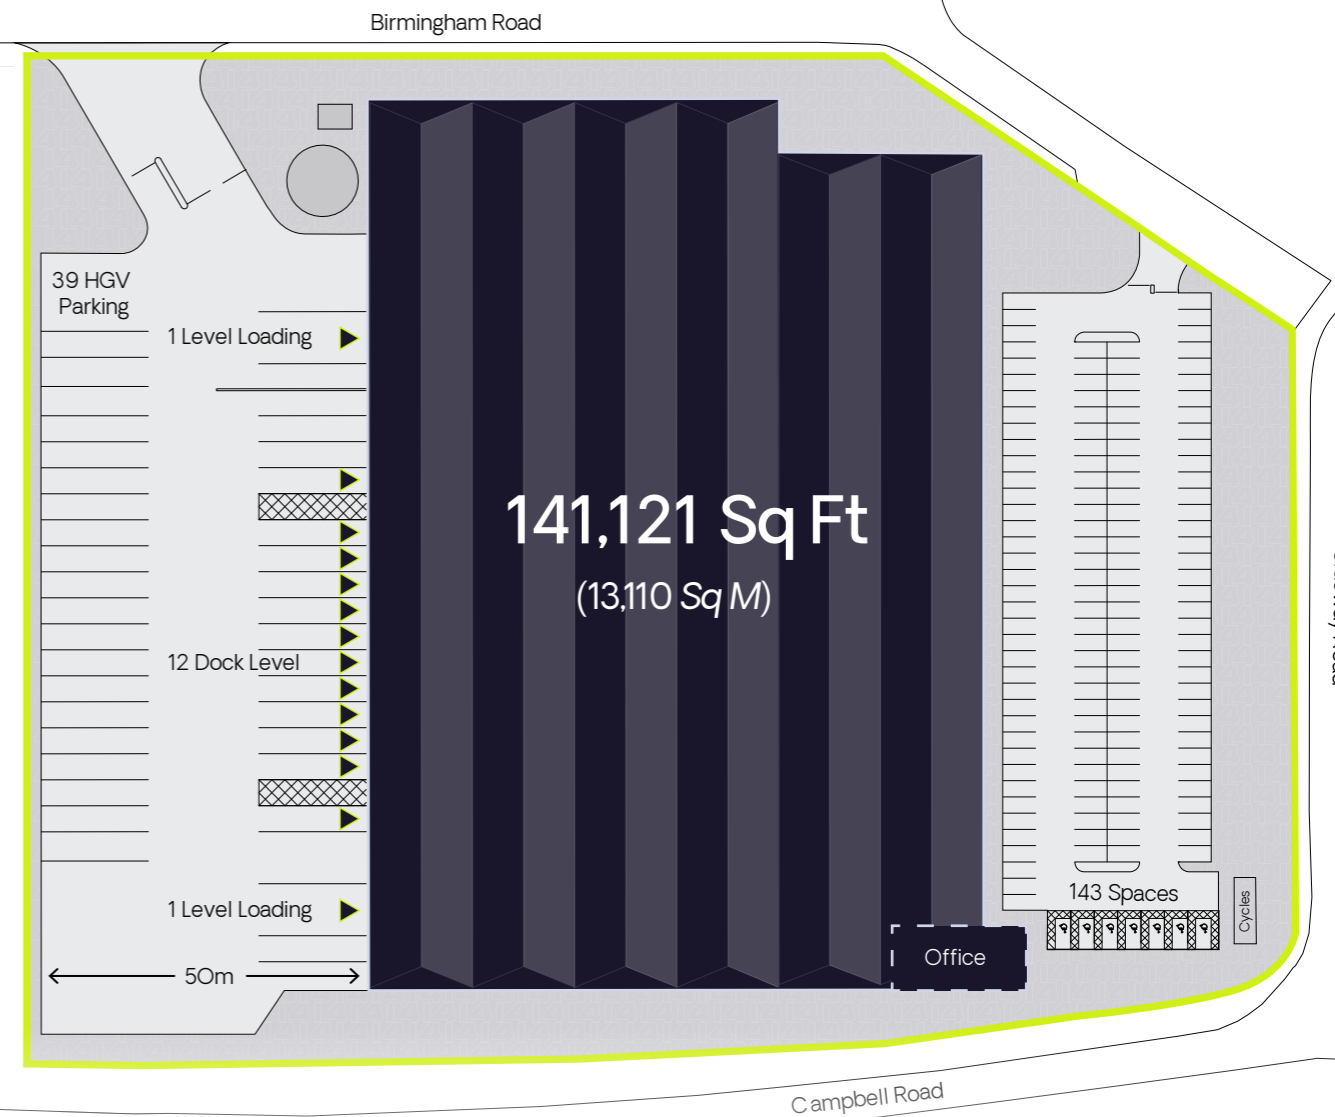 Birmingham Road
39 HGV
Parking
1 Level Loading
141,121 Sq Ft
(13,110 Sq M)
12 Dock Level
143 Spaces
Cycles
1 Level Loading
Office
50m
Campbell Road